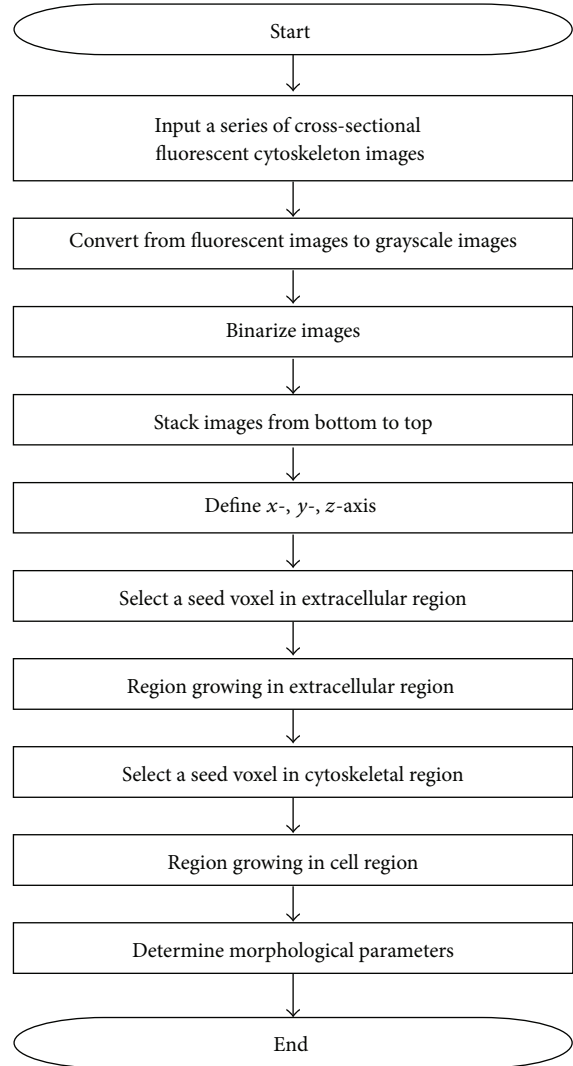 Start
Input a series of cross-sectional
fluorescent cytoskeleton images
Convert from fluorescent images to grayscale images
Binarize images
Stack images from bottom to top
Define x-, y-, z-axis
Select a seed voxel in extracellular region
Region growing in extracellular region
Select a seed voxel in cytoskeletal region
Region growing in cell region
Determine morphological parameters
End